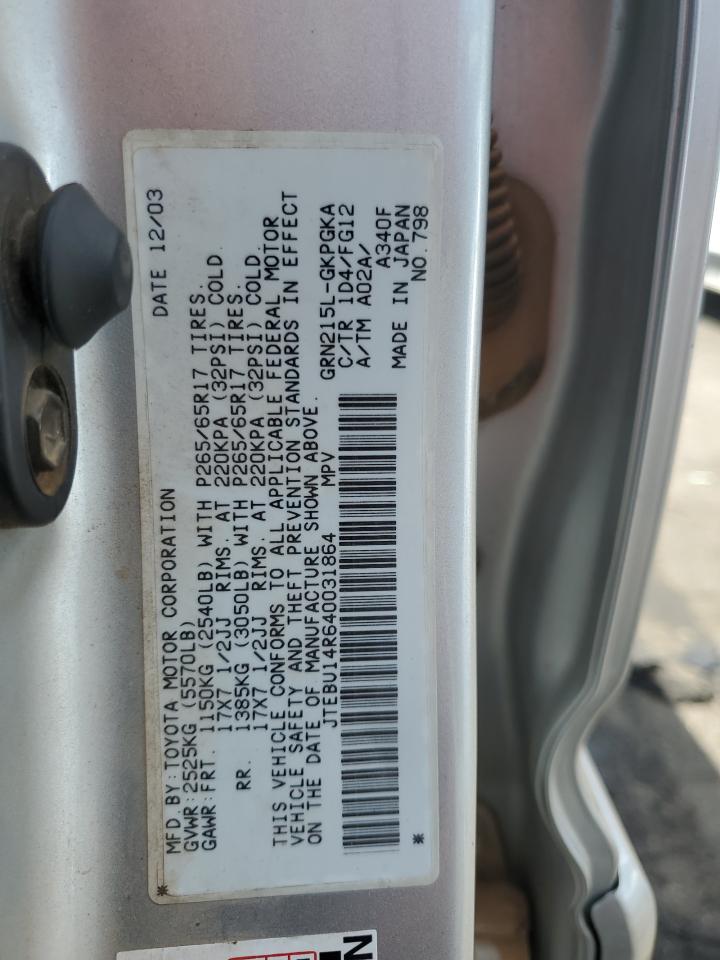 MFD. BY: TOYOTA MOTOR CORPORATION DATE 12/03
GVWR: 2525KG (5570LB)
GAWR: FRT. 1150KG (2540LB) WITH P265/65R17 TIRES.
17X7 1/2JJ RIMS. AT 220KPA (32PSI) COLD.
RR. 1385KG (3050LB) WITH P265/65R17 TIRES.
17X7 1/2JJ RIMS. AT 220KPA (32PSI) COLD.
THIS VEHICLE CONFORMS TO ALL APPLICABLE FEDERAL MOTOR
VEHICLE SAFETY AND THEFT PREVENTION STANDARDS IN EFFECT
ON THE DATE OF MANUFACTURE SHOWN ABOVE.
JTEBU14R640031864 MPV
GRN215L-GKPGKA
C/TR 1D4/FG12
A/TM A02A/
A340F
MADE IN JAPAN
NO. 798